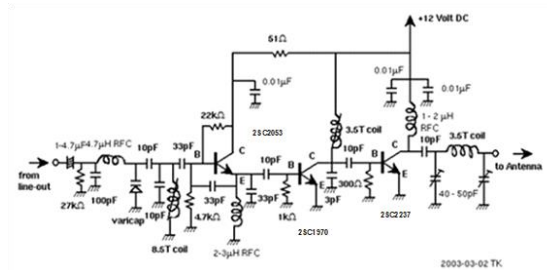 +12 Volt DC
51Ω
0.01µF
0.01µF
0.01µF
22kΩ
2SC2053
1-4.7µF
4.7µH RFC
10pF
33pF
B
C
E
3.5T coil
1 - 2 µH
RFC
3.5T coil
10pF
10pF
10pF
B
C
E
B
C
E
from
line-out
to Antenna
27kΩ
100pF
varicap
10pF
4.7kΩ
33pF
33pF
1kΩ
300Ω
3pF
40 - 50pF
8.5T coil
2-3µH RFC
2SC1970
2SC2237
2003-03-02 TK